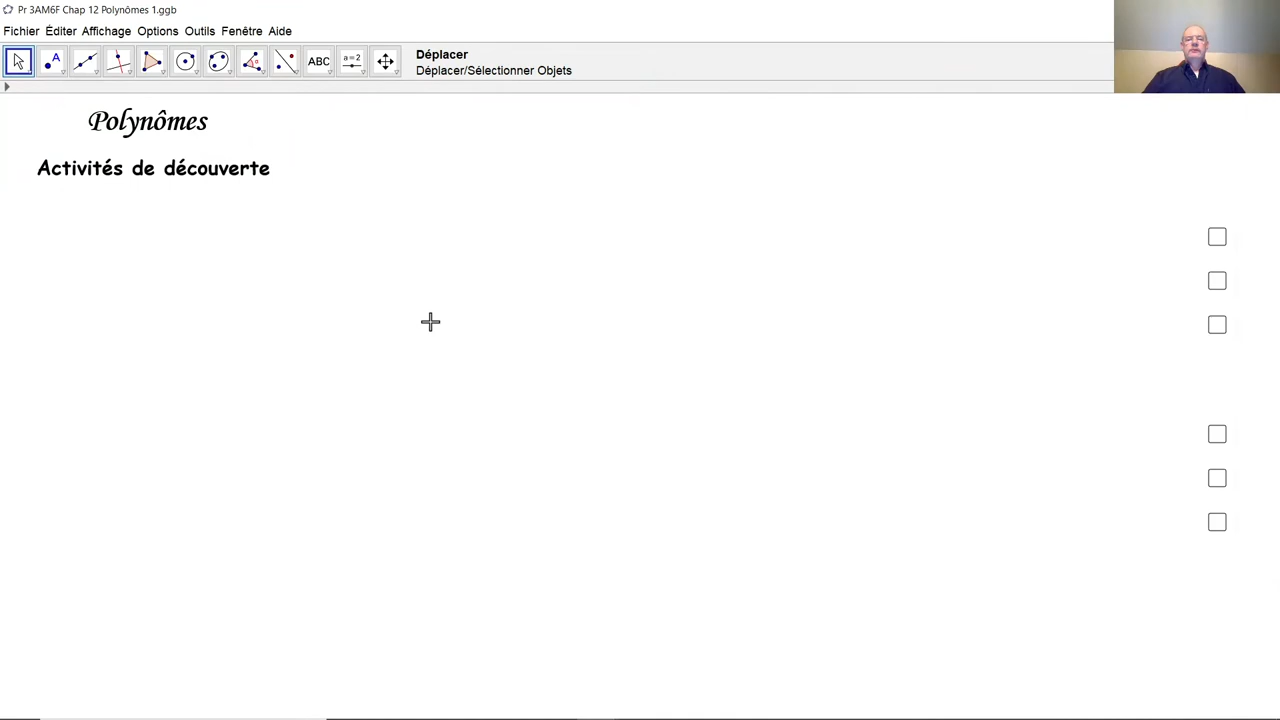 Pr 3AM6F Chap 12 Polynômes 1.ggb
Fichier Éditer Affichage Options Outils Fenêtre Aide
A ABC a=2
Déplacer
Déplacer/Sélectionner Objets
Polynômes
Activités de découverte